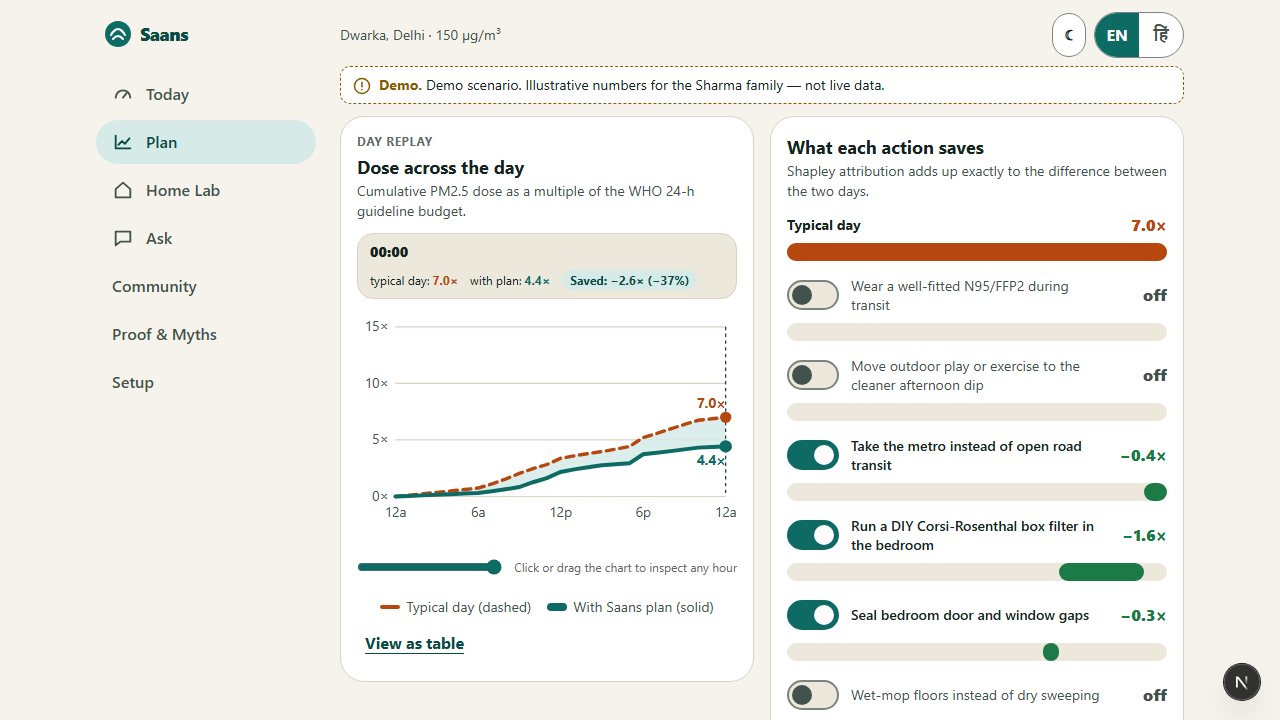 Saans
Dwarka, Delhi · 150 µg/m³
☾
EN
हिं
Today
Plan
Home Lab
Ask
Community
Proof & Myths
Setup
Demo. Demo scenario. Illustrative numbers for the Sharma family — not live data.
DAY REPLAY
Dose across the day
Cumulative PM2.5 dose as a multiple of the WHO 24-h
guideline budget.
00:00
typical day: 7.0× with plan: 4.4× Saved: −2.6× (−37%)
15×
10×
5×
0×
7.0×
4.4×
12a 6a 12p 6p 12a
Click or drag the chart to inspect any hour
Typical day (dashed) With Saans plan (solid)
View as table
What each action saves
Shapley attribution adds up exactly to the difference between
the two days.
Typical day 7.0×
Wear a well-fitted N95/FFP2 during
transit
off
Move outdoor play or exercise to the
cleaner afternoon dip
off
Take the metro instead of open road
transit
−0.4×
Run a DIY Corsi-Rosenthal box filter in
the bedroom
−1.6×
Seal bedroom door and window gaps −0.3×
Wet-mop floors instead of dry sweeping off
N